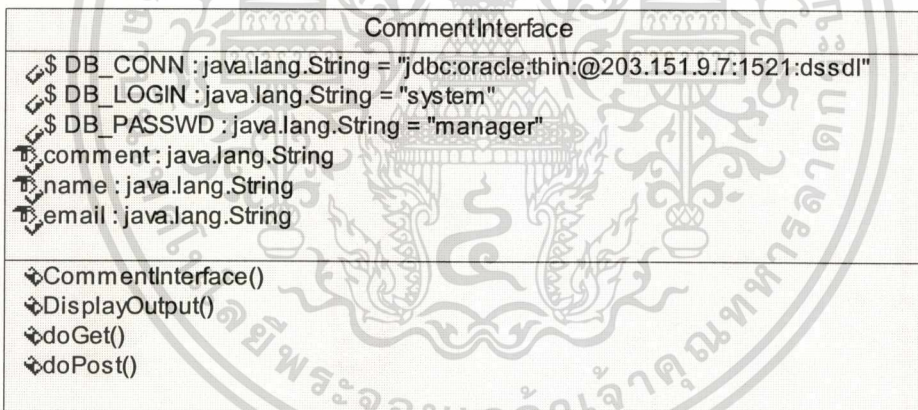 CommentInterface
$ DB_CONN : java.lang.String = "jdbc:oracle:thin:@203.151.9.7:1521:dssdl"
$ DB_LOGIN : java.lang.String = "system"
$ DB_PASSWD : java.lang.String = "manager"
comment : java.lang.String
name : java.lang.String
email : java.lang.String
CommentInterface()
DisplayOutput()
doGet()
doPost()